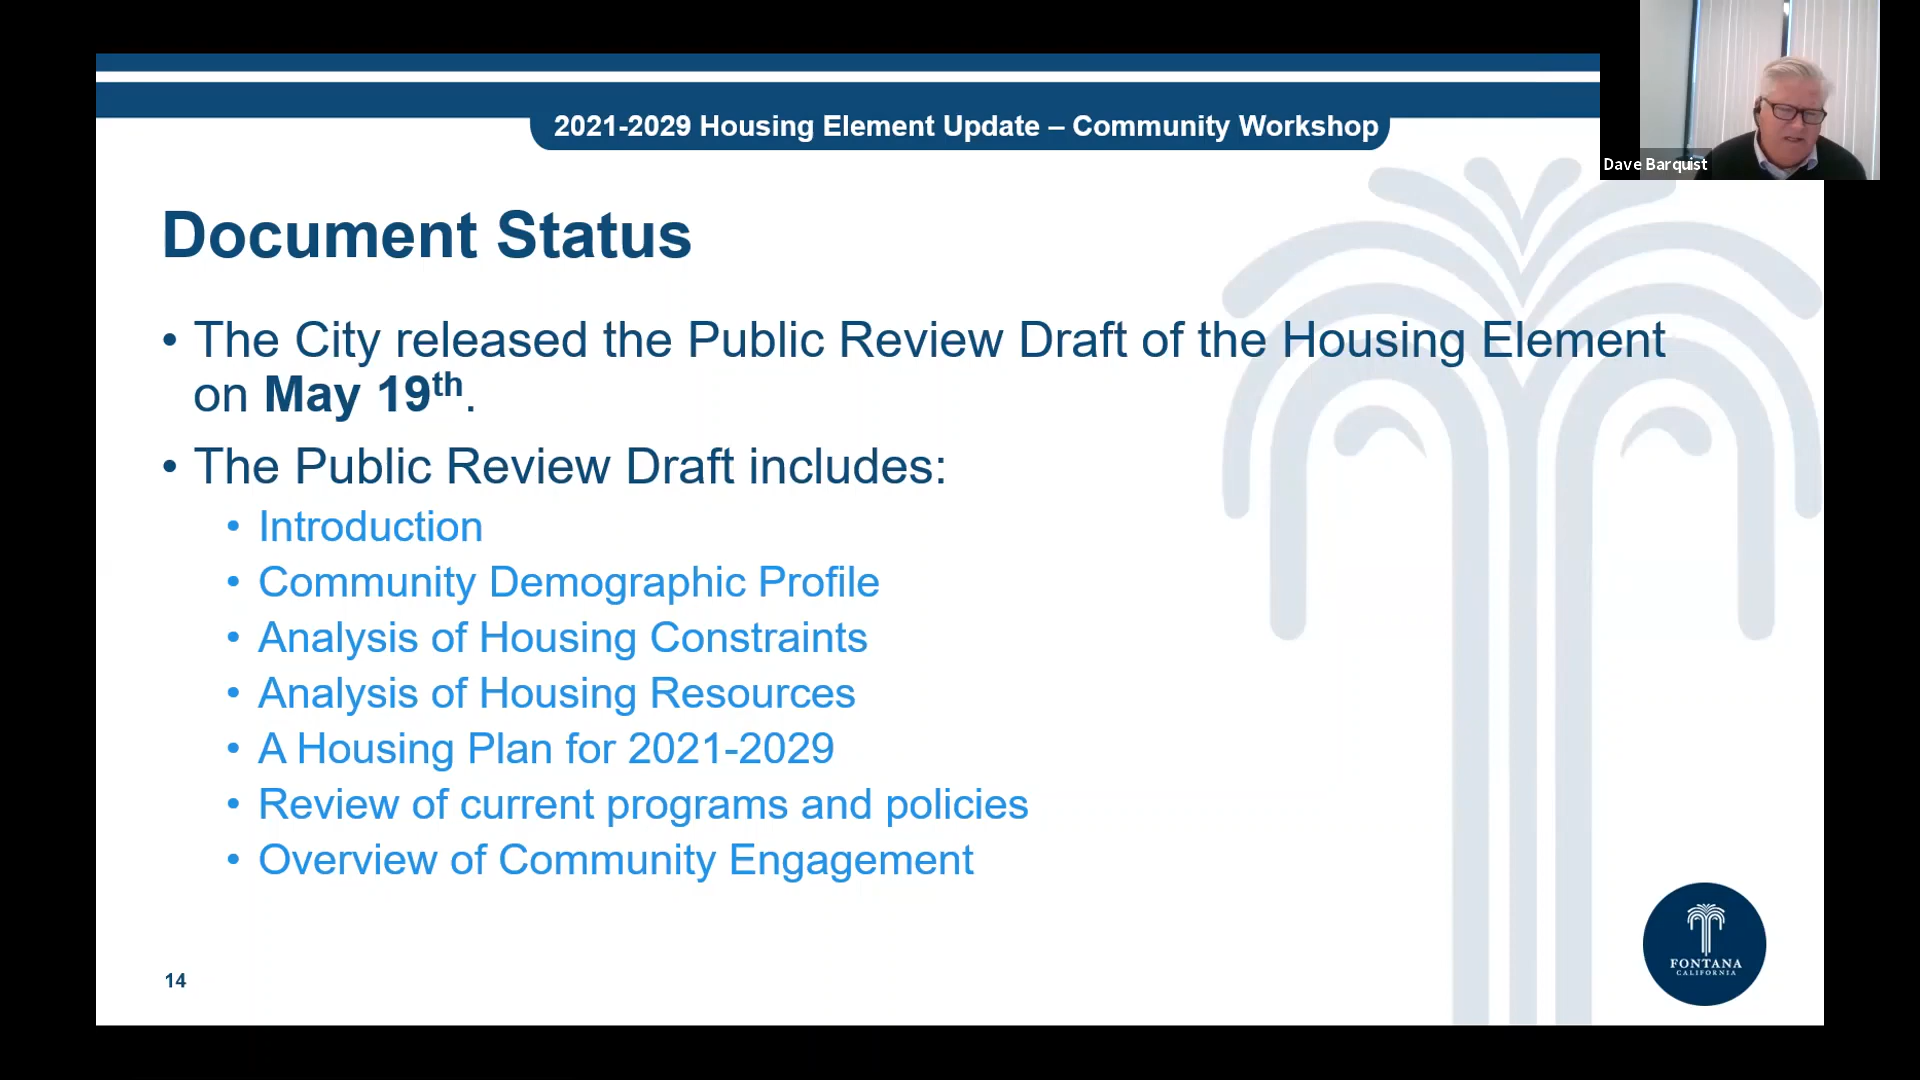 2021-2029 Housing Element Update – Community Workshop
Dave Barquist
Document Status
• The City released the Public Review Draft of the Housing Element
on May 19th.
• The Public Review Draft includes:
• Introduction
• Community Demographic Profile
• Analysis of Housing Constraints
• Analysis of Housing Resources
• A Housing Plan for 2021-2029
• Review of current programs and policies
• Overview of Community Engagement
14
FONTANA
CALIFORNIA